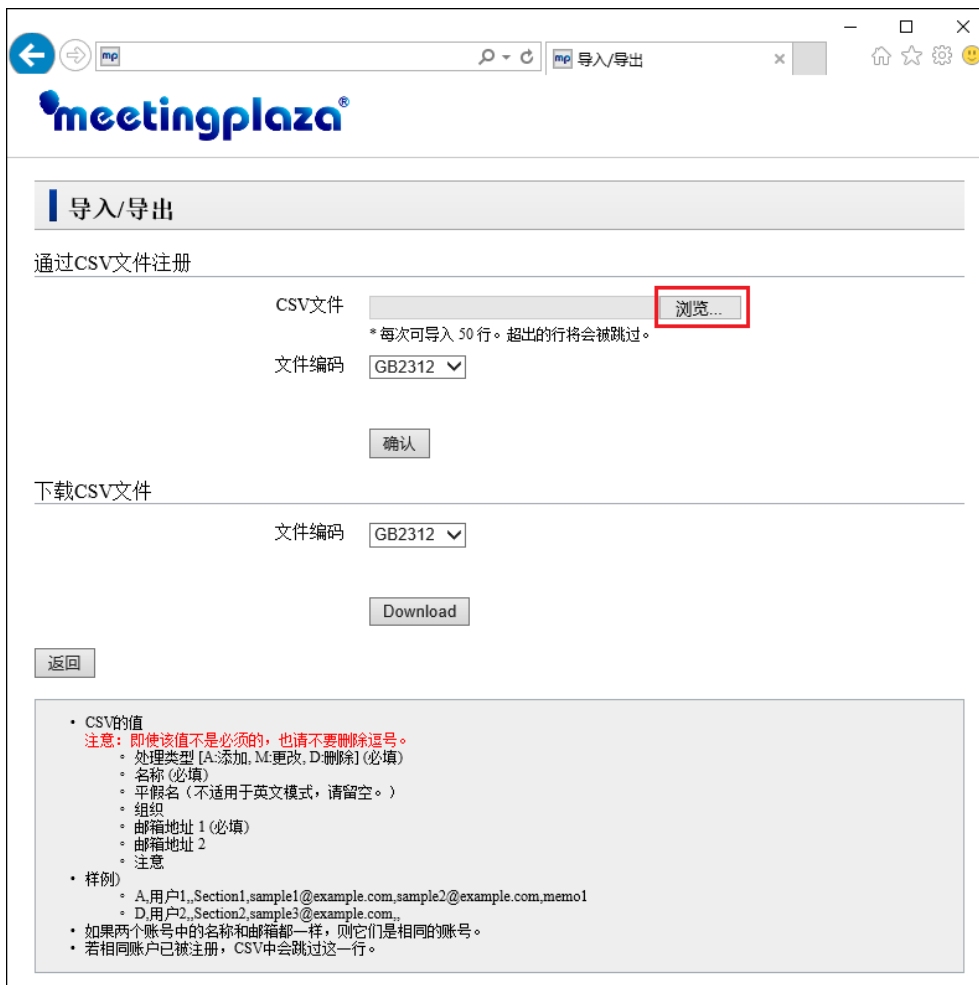 mp
mp 导入/导出
meetingplaza®
导入/导出
通过CSV文件注册
CSV文件 浏览...
* 每次可导入 50 行。超出的行将会被跳过。
文件编码 GB2312
确认
下载CSV文件
文件编码 GB2312
Download
返回
• CSV的值
注意：即使该值不是必须的，也请不要删除逗号。
◦ 处理类型 [A:添加, M:更改, D:删除] (必填)
◦ 名称 (必填)
◦ 平假名（不适用于英文模式，请留空。）
◦ 组织
◦ 邮箱地址 1 (必填)
◦ 邮箱地址 2
◦ 注意
• 样例)
◦ A,用户1,,Section1,sample1@example.com,sample2@example.com,memo1
◦ D,用户2,,Section2,sample3@example.com,,
• 如果两个账号中的名称和邮箱都一样，则它们是相同的账号。
• 若相同账户已被注册，CSV中会跳过这一行。